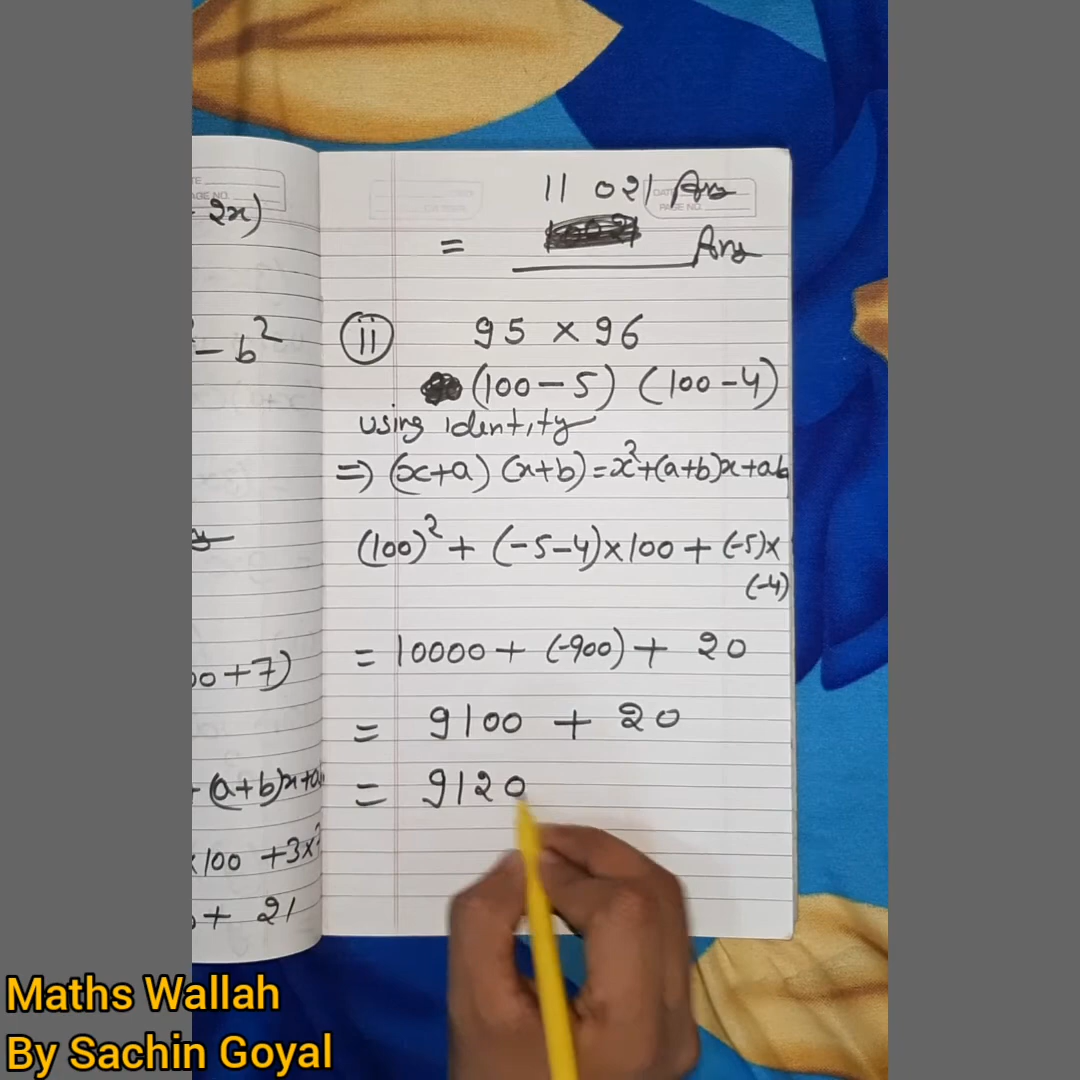 2x)
- b²
00 + 7)
(a+b)x+a
x100 +3x7
+ 21
11 021 Ans
= Ans
(ii) 95 × 96
(100 - 5) (100 - 4)
using identity
=> (x+a) (x+b) = x²+(a+b)x+ab
(100)² + (-5-4)×100 + (-5)×
(-4)
= 10000 + (-900) + 20
= 9100 + 20
= 9120
Maths Wallah
By Sachin Goyal